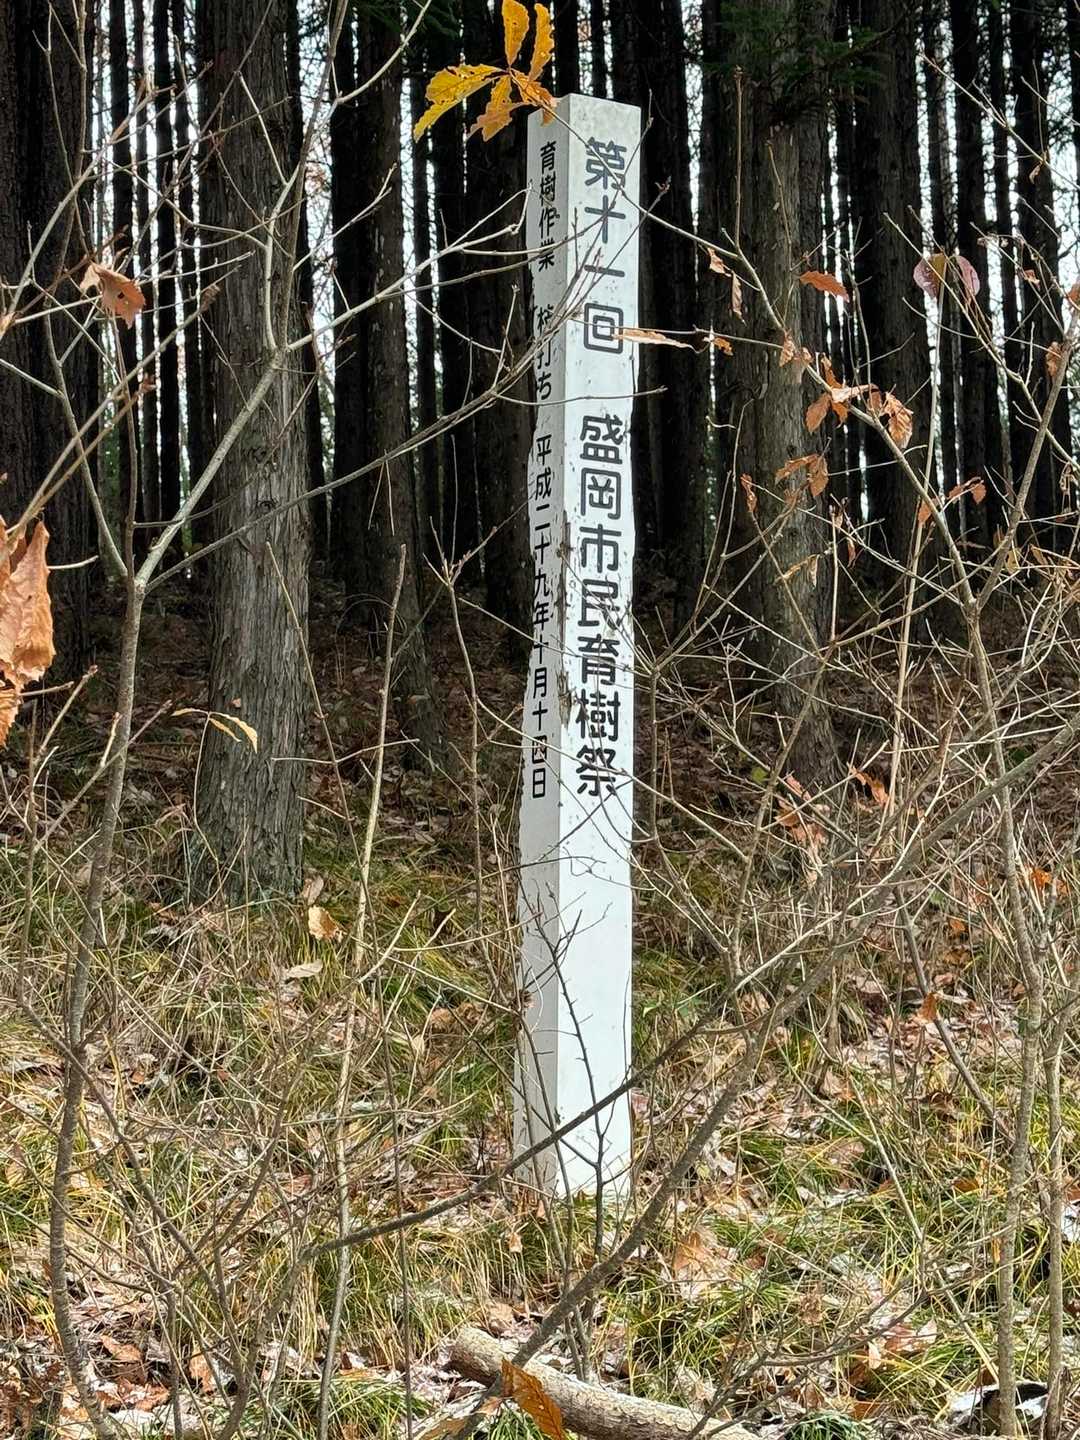 第十一回 盛岡市民育樹祭
育樹作業 枝打ち 平成二十九年十月十四日